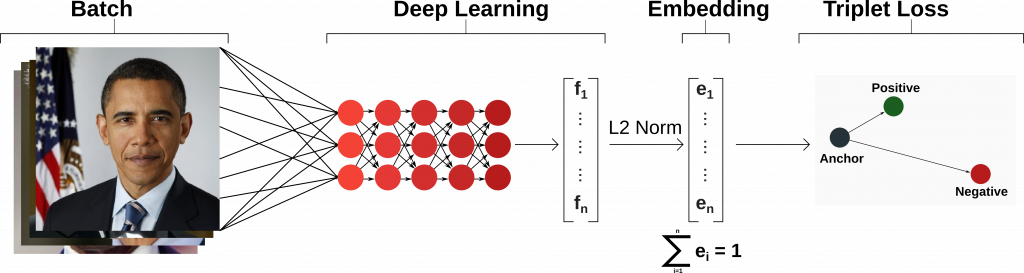 Batch
Deep Learning
Embedding
Triplet Loss
f1
fn
L2 Norm
e1
en
n
∑ ei = 1
i=1
Positive
Anchor
Negative